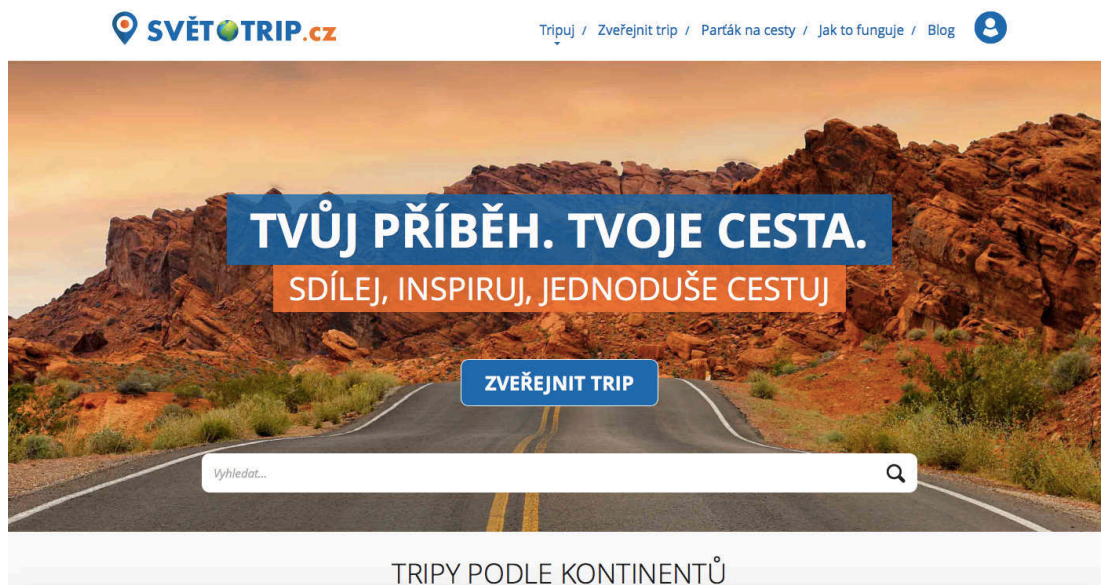 SVĚTOTRIP.cz
Tripuj / Zveřejnit trip / Parťák na cesty / Jak to funguje / Blog
TVŮJ PŘÍBĚH. TVOJE CESTA.
SDÍLEJ, INSPIRUJ, JEDNODUŠE CESTUJ
ZVEŘEJNIT TRIP
Vyhledat...
TRIPY PODLE KONTINENTŮ